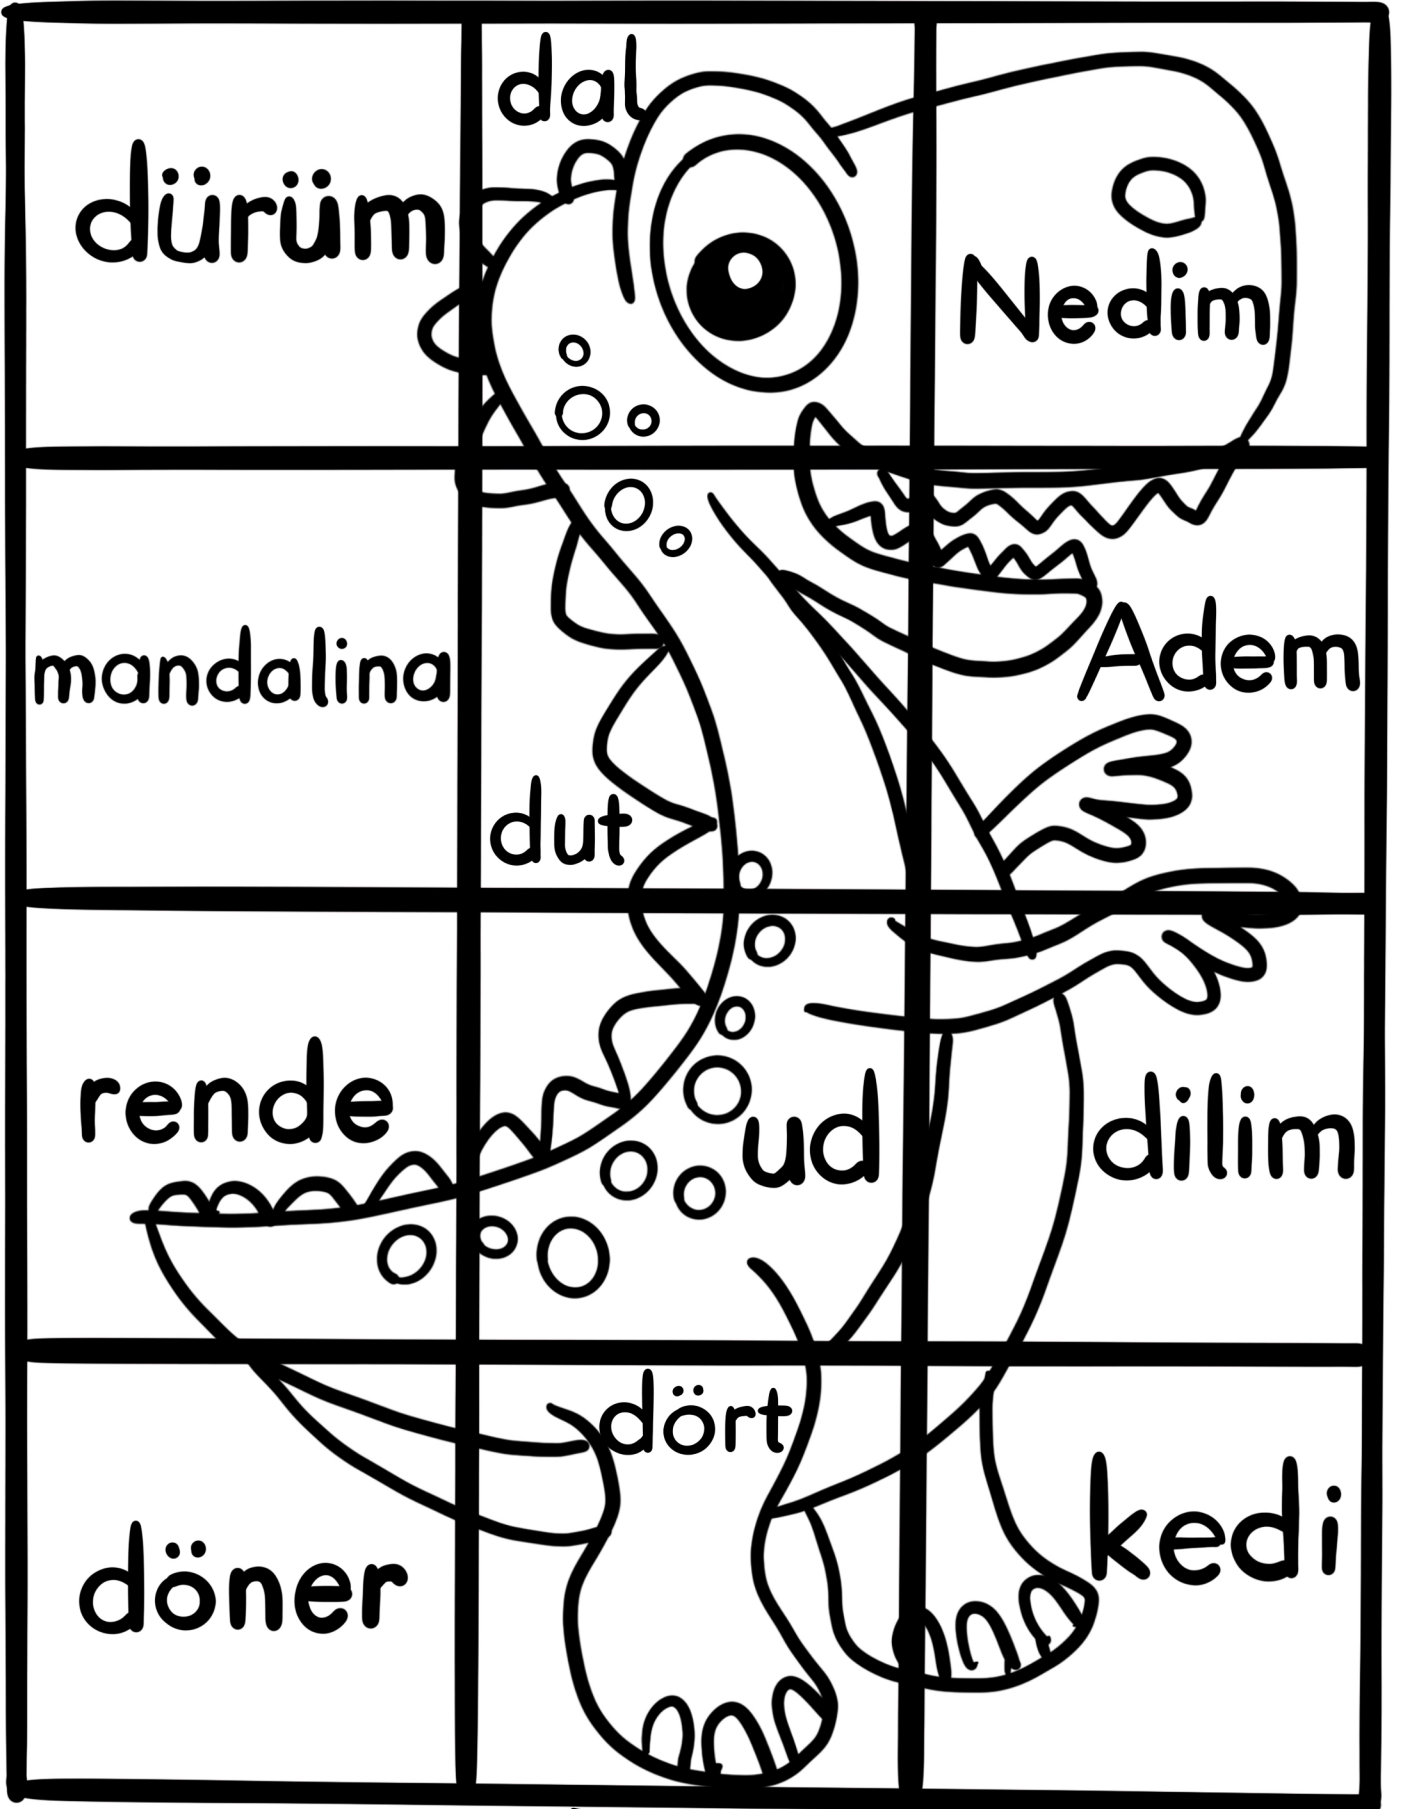 dürüm
dal
Nedim
mandalina
dut
Adem
rende
ud
dilim
döner
dört
kedi